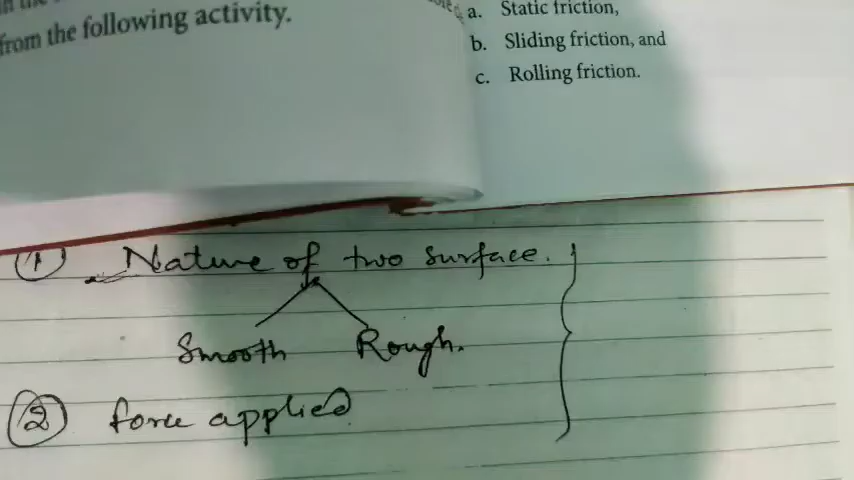 from the following activity.
a. Static friction,
b. Sliding friction, and
c. Rolling friction.
(1) Nature of two surface.
Smooth Rough.
(2) force applied